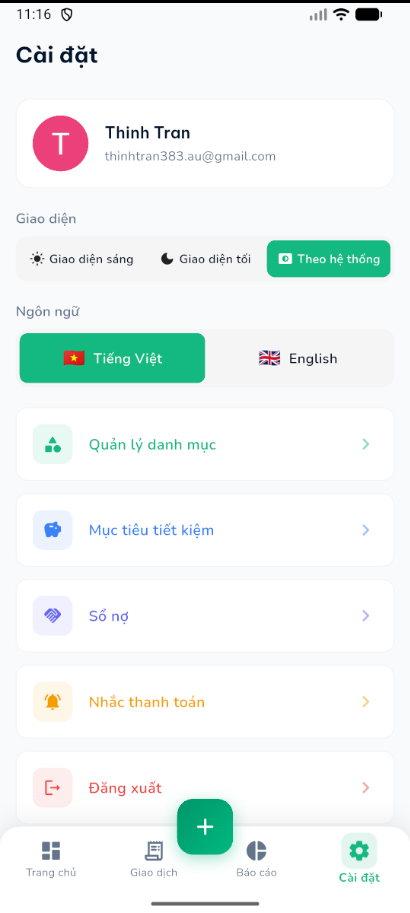 11:16
Cài đặt
T
Thinh Tran
thinhtran383.au@gmail.com
Giao diện
Giao diện sáng
Giao diện tối
Theo hệ thống
Ngôn ngữ
Tiếng Việt
English
Quản lý danh mục
Mục tiêu tiết kiệm
Sổ nợ
Nhắc thanh toán
Đăng xuất
Trang chủ
Giao dịch
Báo cáo
Cài đặt